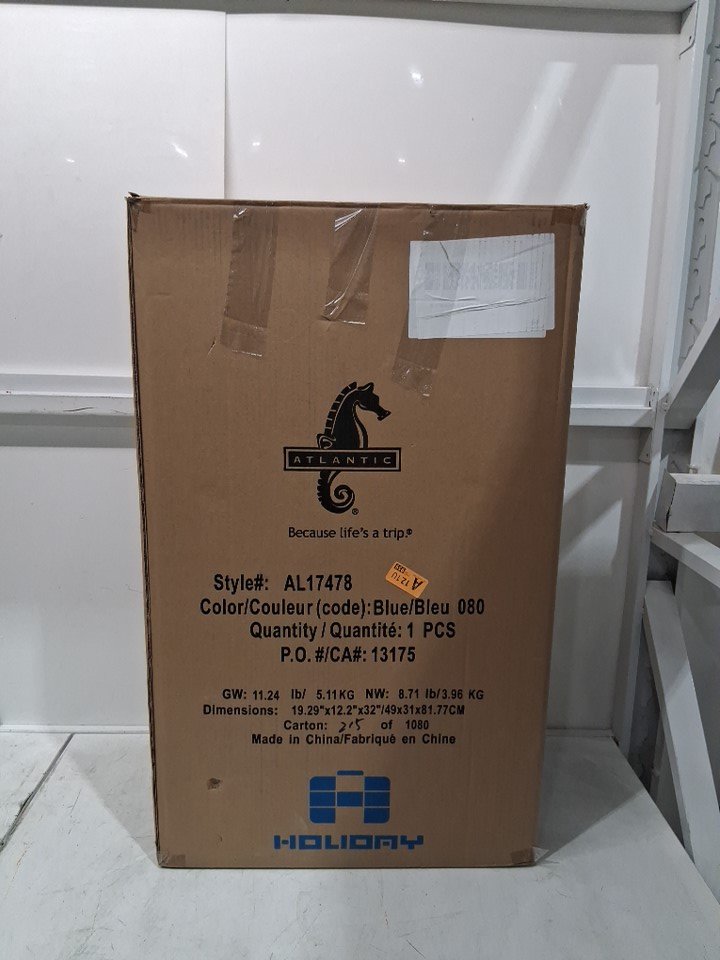 ATLANTIC
®
Because life's a trip.®
Style#: AL17478
A 1210
Color/Couleur (code): Blue/Bleu 080
Quantity / Quantité: 1 PCS
P.O. #/CA#: 13175
GW: 11.24 lb/ 5.11KG NW: 8.71 lb/3.96 KG
Dimensions: 19.29"x12.2"x32"/49x31x81.77CM
Carton: 215 of 1080
Made in China/Fabriqué en Chine
HOLIDAY